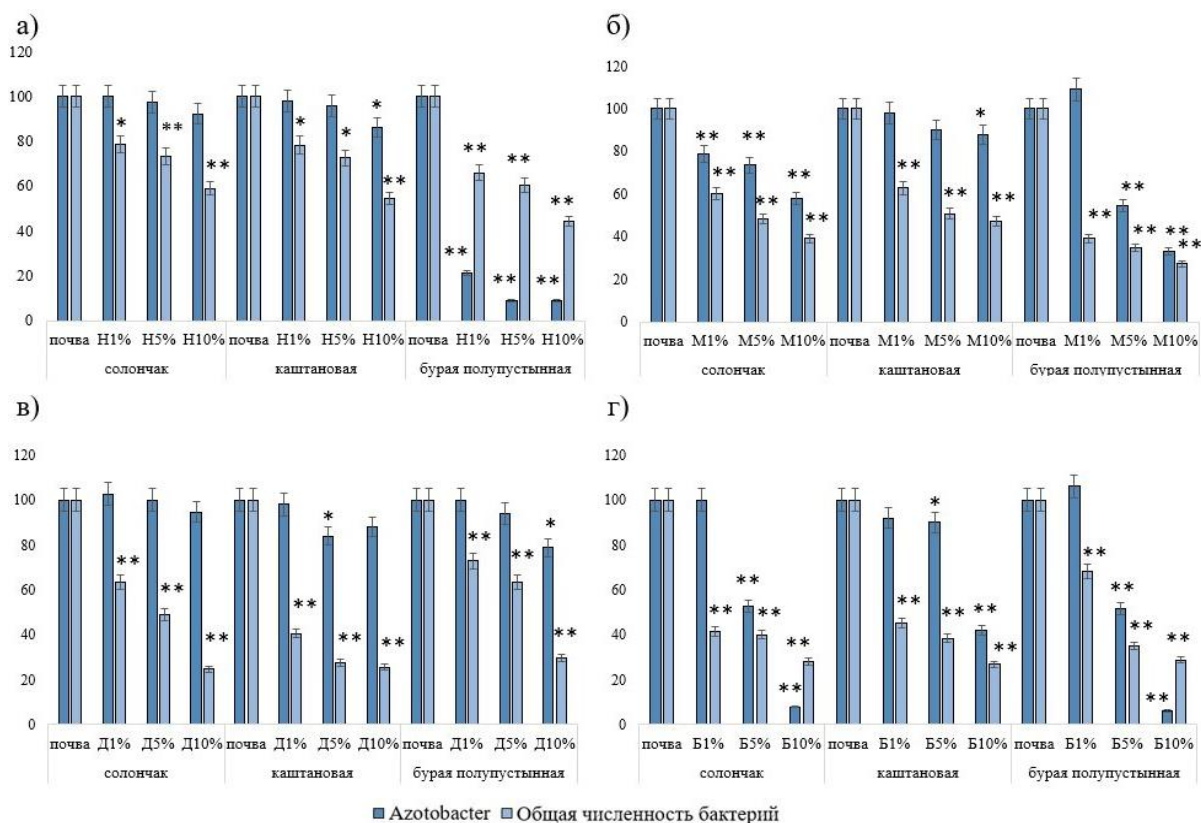 а)
120
100
80
60
40
20
0
* ** ** * * * ** ** ** ** ** ** **
почва Н1% Н5% Н10% почва Н1% Н5% Н10% почва Н1% Н5% Н10%
солончак каштановая бурая полупустынная
б)
120
100
80
60
40
20
0
** ** ** ** ** ** ** ** * ** ** ** ** ** **
почва М1% М5% М10% почва М1% М5% М10% почва М1% М5% М10%
солончак каштановая бурая полупустынная
в)
120
100
80
60
40
20
0
** ** ** ** * ** ** ** ** * **
почва Д1% Д5% Д10% почва Д1% Д5% Д10% почва Д1% Д5% Д10%
солончак каштановая бурая полупустынная
г)
120
100
80
60
40
20
0
** ** ** ** ** ** * ** ** ** ** ** ** ** **
почва Б1% Б5% Б10% почва Б1% Б5% Б10% почва Б1% Б5% Б10%
солончак каштановая бурая полупустынная
Azotobacter Общая численность бактерий